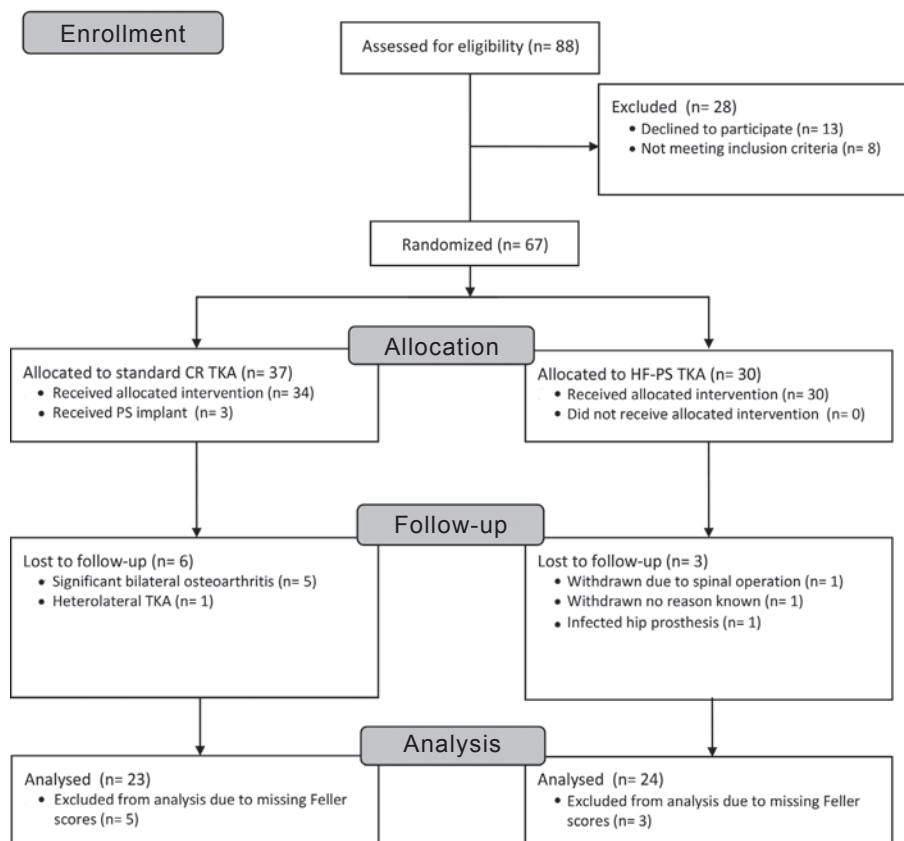 Enrollment
Assessed for eligibility (n= 88)
Excluded (n= 28)
• Declined to participate (n= 13)
• Not meeting inclusion criteria (n= 8)
Randomized (n= 67)
Allocation
Allocated to standard CR TKA (n= 37)
• Received allocated intervention (n= 34)
• Received PS implant (n= 3)
Allocated to HF-PS TKA (n= 30)
• Received allocated intervention (n= 30)
• Did not receive allocated intervention (n= 0)
Follow-up
Lost to follow-up (n= 6)
• Significant bilateral osteoarthritis (n= 5)
• Heterolateral TKA (n= 1)
Lost to follow-up (n= 3)
• Withdrawn due to spinal operation (n= 1)
• Withdrawn no reason known (n= 1)
• Infected hip prosthesis (n= 1)
Analysis
Analysed (n= 23)
• Excluded from analysis due to missing Feller
scores (n= 5)
Analysed (n= 24)
• Excluded from analysis due to missing Feller
scores (n= 3)